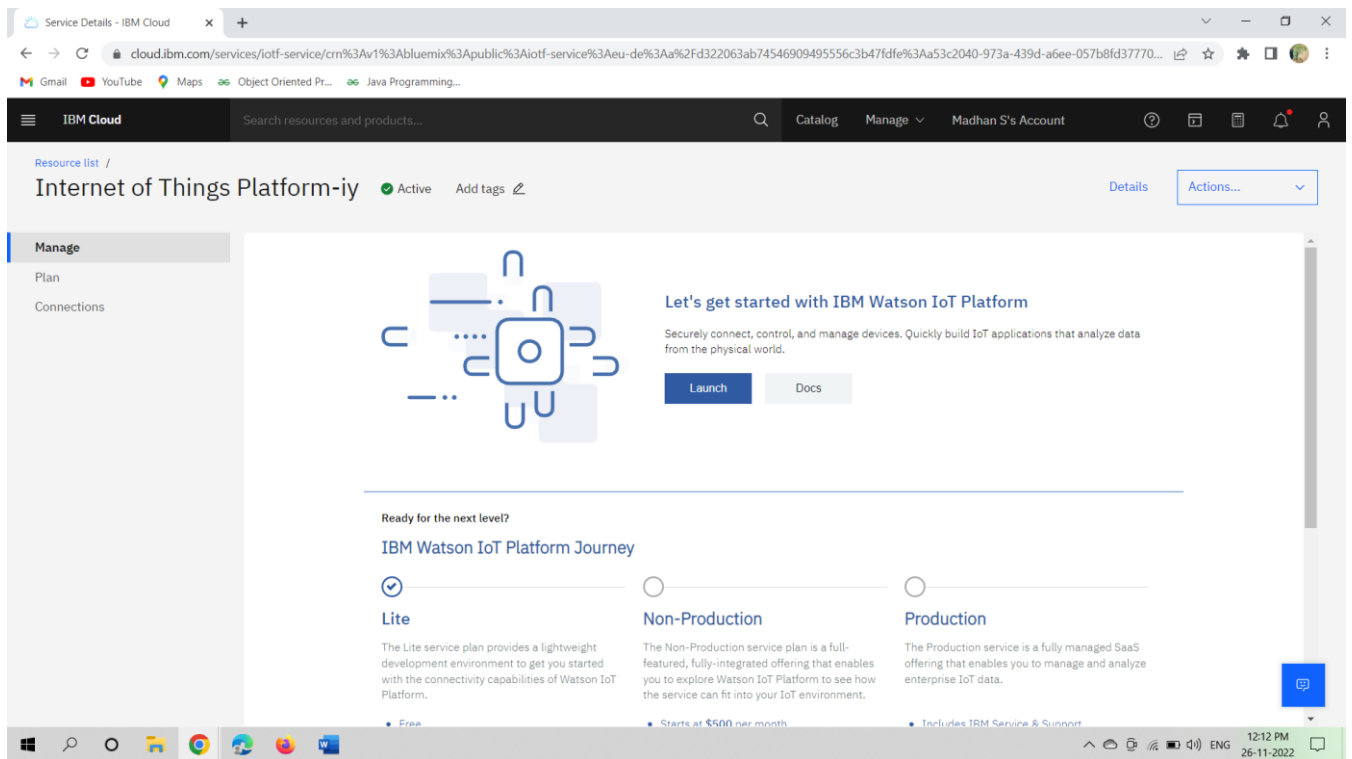 Service Details - IBM Cloud
cloud.ibm.com/services/iotf-service/crn%3Av1%3Abluemix%3Apublic%3Aiotf-service%3Aeu-de%3Aa%2Fd322063ab74546909495556c3b47fdfe%3Aa53c2040-973a-439d-a6ee-057b8fd37770...
Gmail YouTube Maps Object Oriented Pr... Java Programming...
IBM Cloud Search resources and products... Catalog Manage Madhan S's Account
Resource list /
Internet of Things Platform-iy Active Add tags Details Actions...
Manage
Plan
Connections
Let's get started with IBM Watson IoT Platform
Securely connect, control, and manage devices. Quickly build IoT applications that analyze data
from the physical world.
Launch Docs
Ready for the next level?
IBM Watson IoT Platform Journey
Lite
The Lite service plan provides a lightweight
development environment to get you started
with the connectivity capabilities of Watson IoT
Platform.
Free
Non-Production
The Non-Production service plan is a full-
featured, fully-integrated offering that enables
you to explore Watson IoT Platform to see how
the service can fit into your IoT environment.
Starts at $500 per month
Production
The Production service is a fully managed SaaS
offering that enables you to manage and analyze
enterprise IoT data.
Includes IBM Service & Support
ENG
12:12 PM
26-11-2022